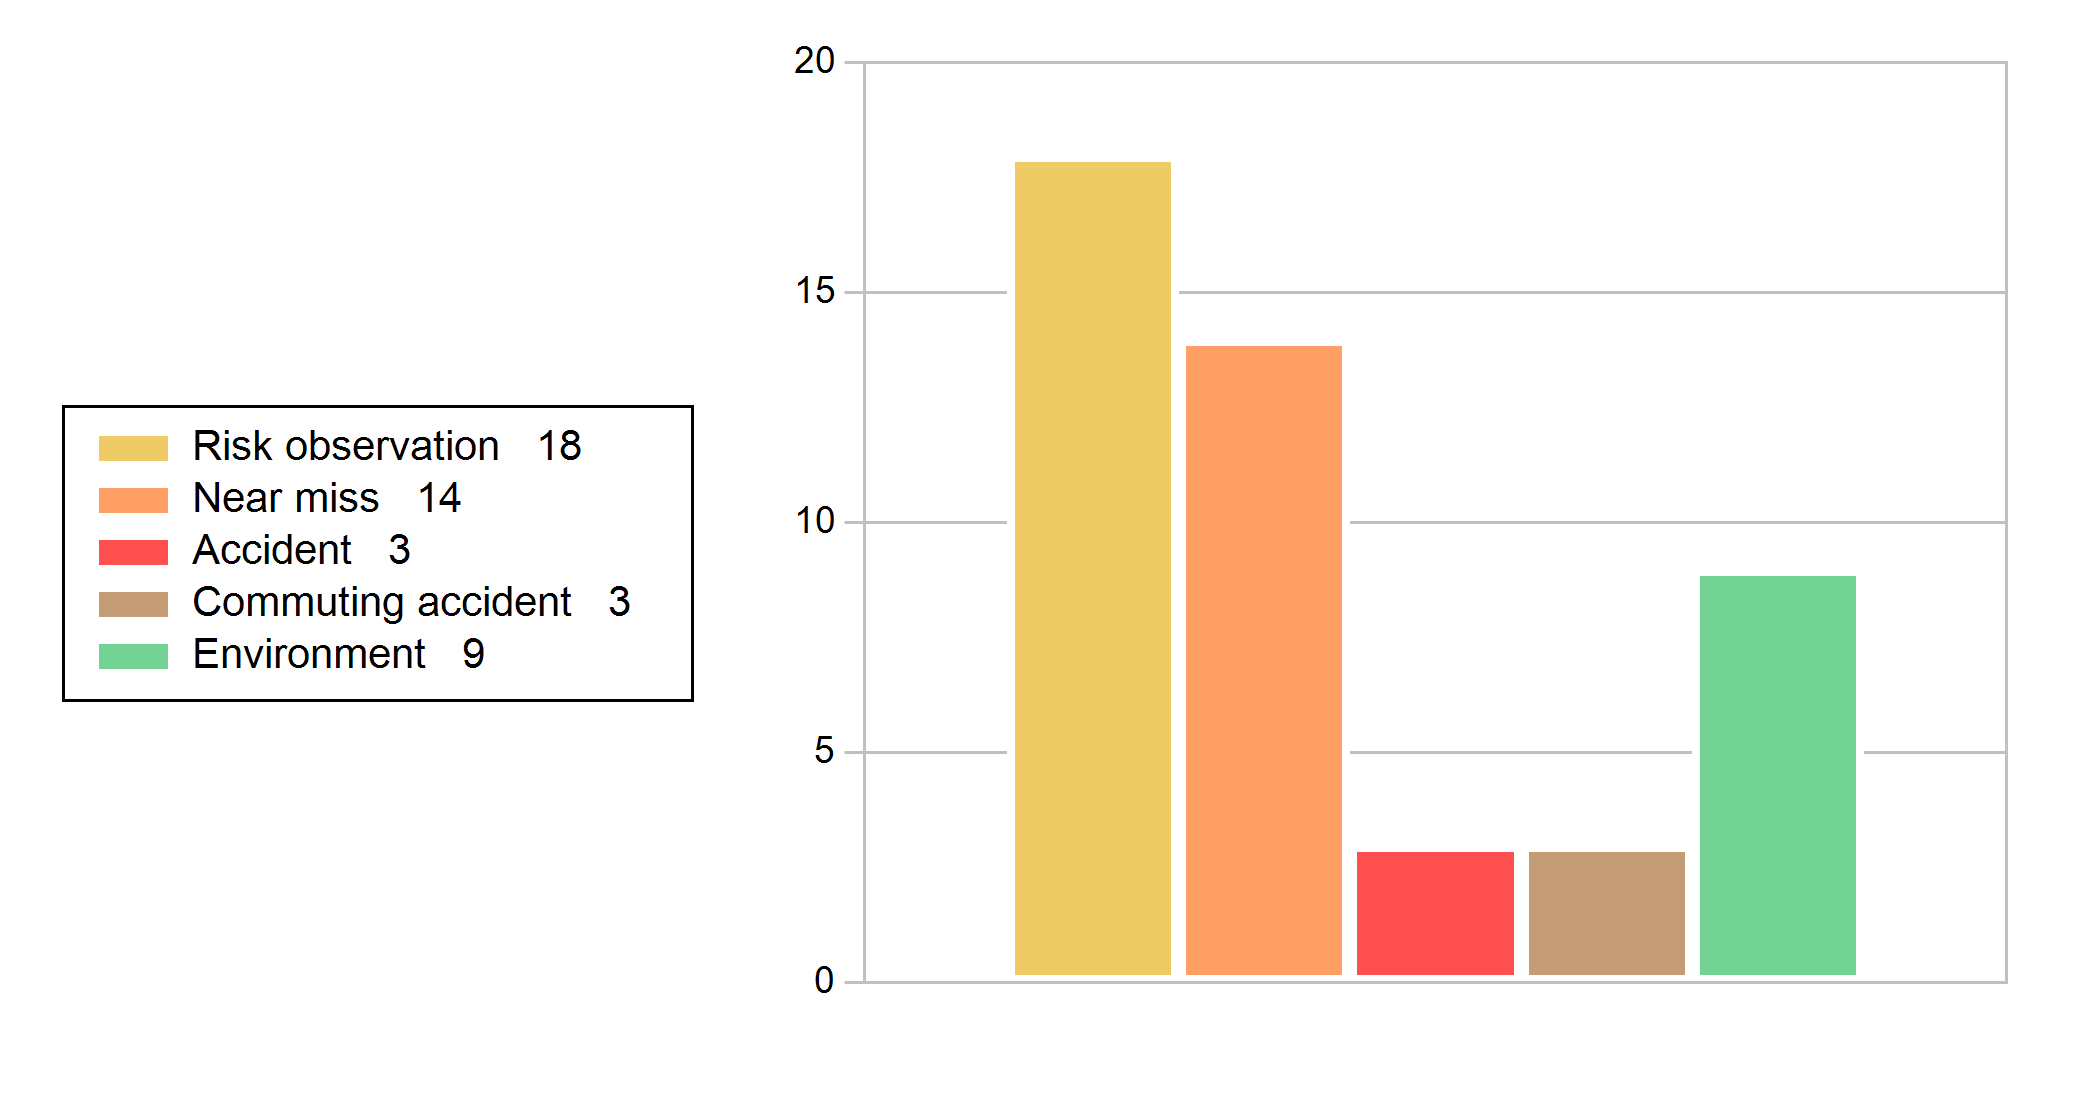 Risk observation 18
Near miss 14
Accident 3
Commuting accident 3
Environment 9
20
15
10
5
0